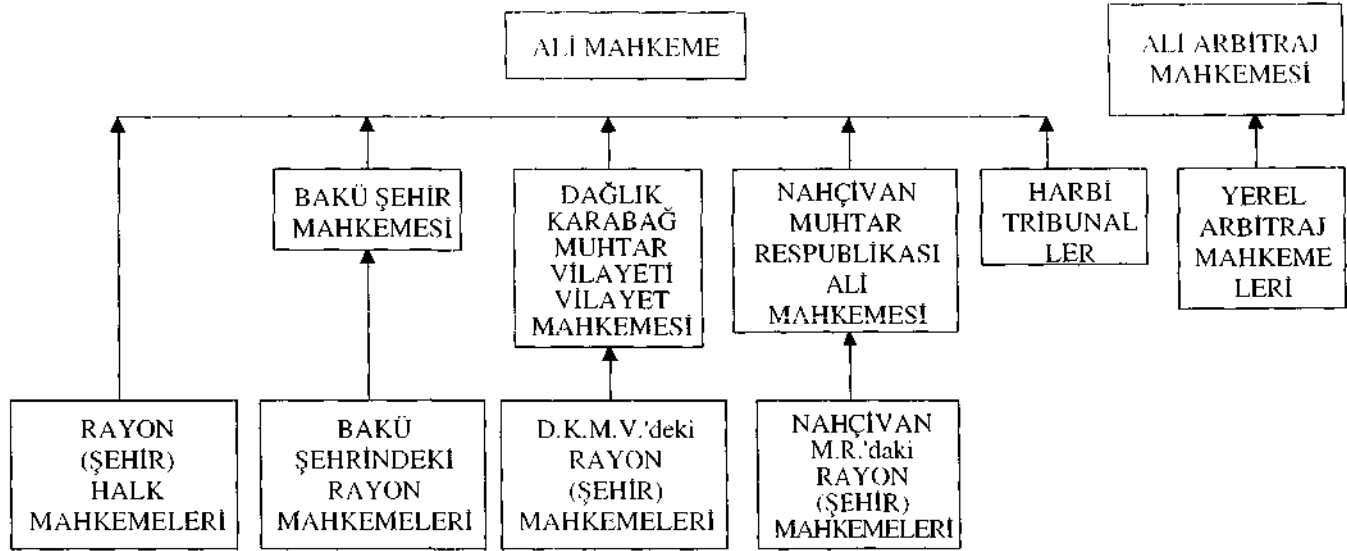 ALİ MAHKEME
ALİ ARBİTRAJ
MAHKEMESİ
BAKÜ ŞEHİR
MAHKEMESİ
DAĞLIK
KARABAĞ
MUHTAR
VİLAYETİ
VİLAYET
MAHKEMESİ
NAHÇİVAN
MUHTAR
RESPUBLİKASI
ALİ
MAHKEMESİ
HARBİ
TRİBUNAL
LER
YEREL
ARBİTRAJ
MAHKEME
LERİ
RAYON
(ŞEHİR)
HALK
MAHKEMELERİ
BAKÜ
ŞEHRİNDEKİ
RAYON
MAHKEMELERİ
D.K.M.V.'deki
RAYON
(ŞEHİR)
MAHKEMELERİ
NAHÇİVAN
M.R.'daki
RAYON
(ŞEHİR)
MAHKEMELERİ